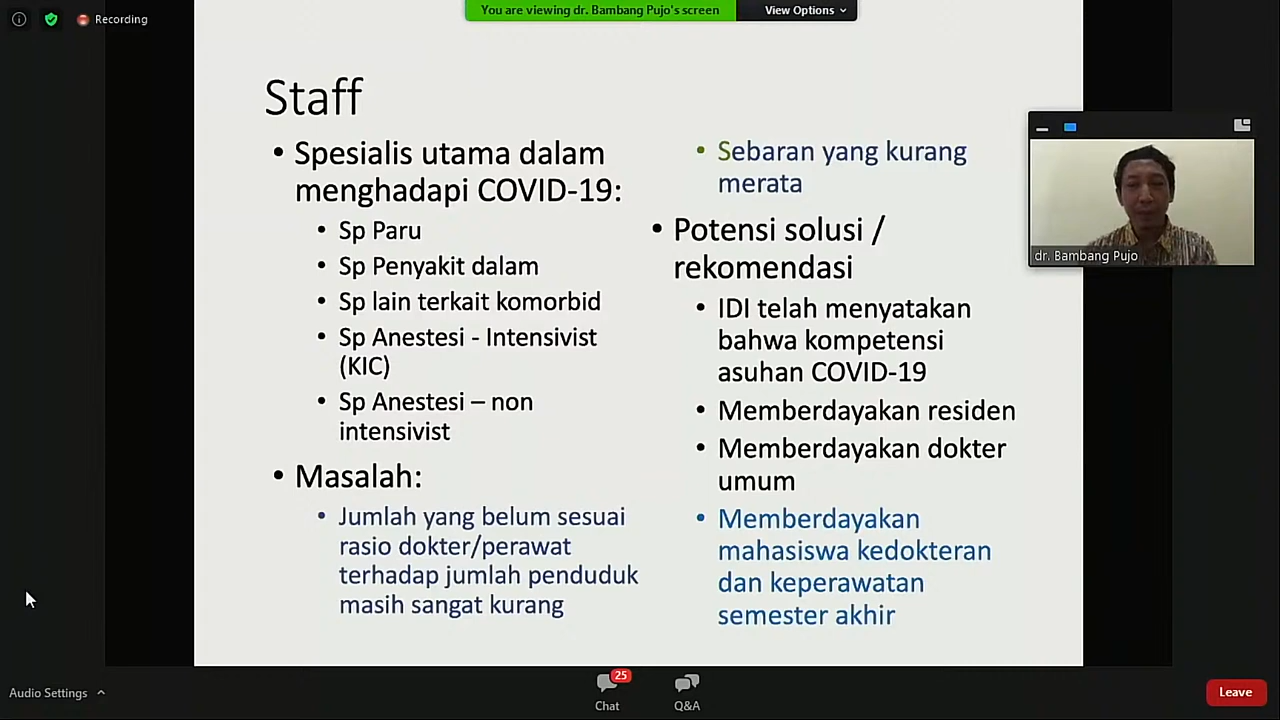 Recording
You are viewing dr. Bambang Pujo's screen
View Options
Staff
• Spesialis utama dalam
menghadapi COVID-19:
• Sp Paru
• Sp Penyakit dalam
• Sp lain terkait komorbid
• Sp Anestesi - Intensivist
(KIC)
• Sp Anestesi – non
intensivist
• Masalah:
• Jumlah yang belum sesuai
rasio dokter/perawat
terhadap jumlah penduduk
masih sangat kurang
• Sebaran yang kurang
merata
• Potensi solusi /
rekomendasi
• IDI telah menyatakan
bahwa kompetensi
asuhan COVID-19
• Memberdayakan residen
• Memberdayakan dokter
umum
• Memberdayakan
mahasiswa kedokteran
dan keperawatan
semester akhir
dr. Bambang Pujo
Audio Settings
25
Chat
Q&A
Leave